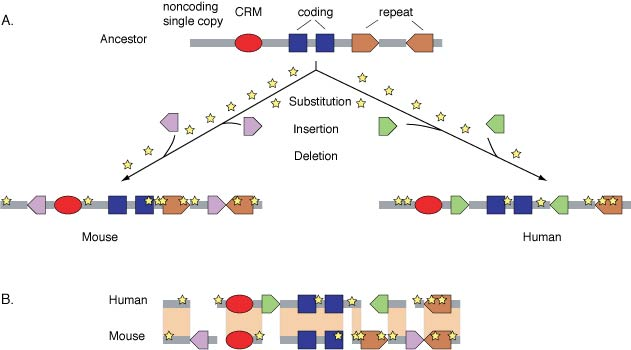 A.
noncoding
single copy
CRM
coding
repeat
Ancestor
Substitution
Insertion
Deletion
Mouse
Human
B.
Human
Mouse